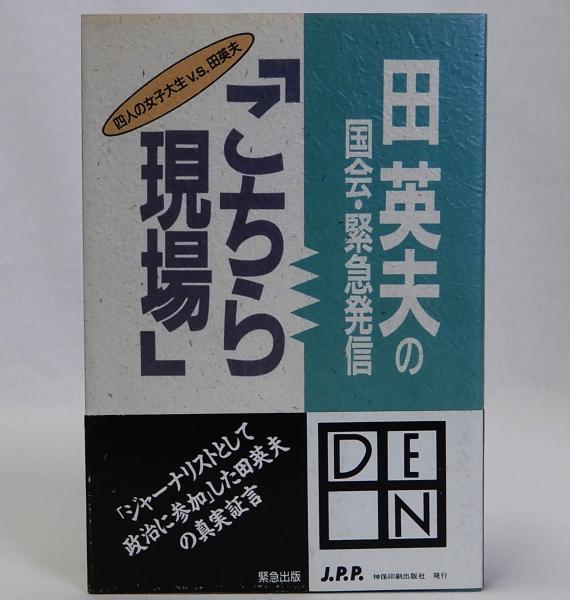 四人の女子大生v.s.田英夫
田英夫の
国会・緊急発信
「こちら
現場」
「ジャーナリストとして
政治に参加」した田英夫
の真実証言
緊急出版
DE
N
J.P.P. 神保印刷出版社 発行